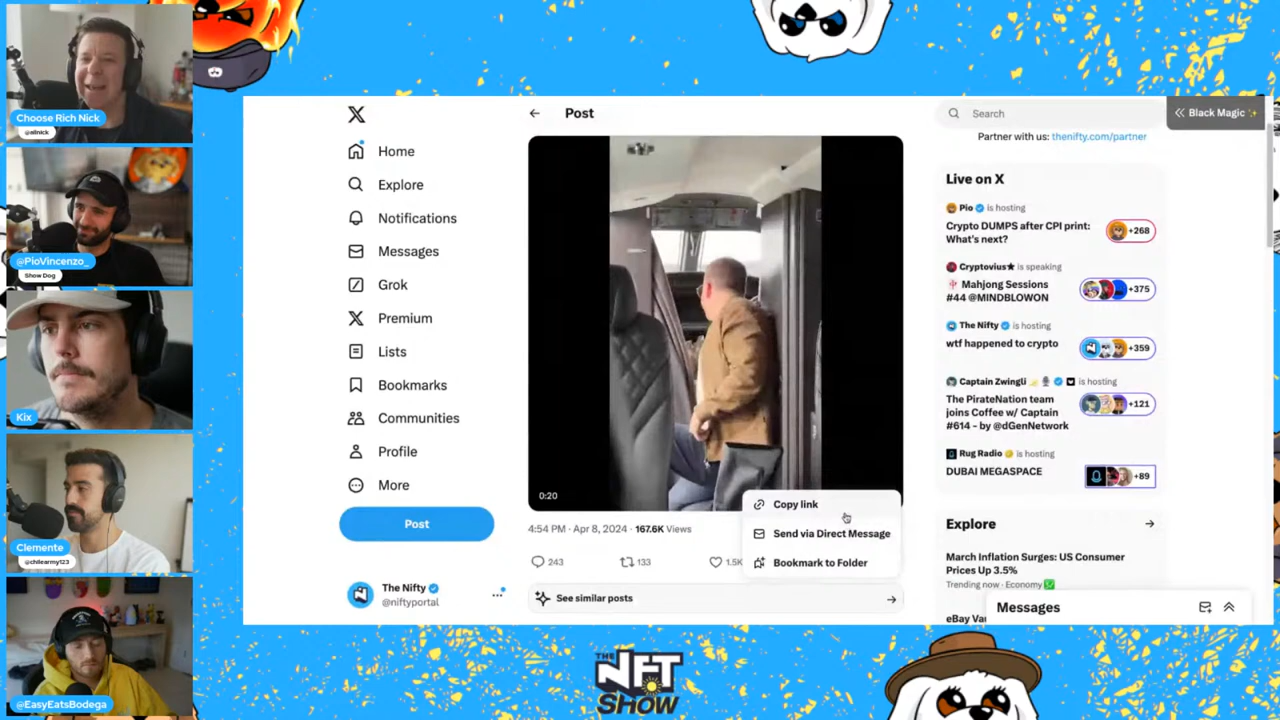 Choose Rich Nick
@allnick
@PioVincenzo_
Show Dog
Kix
Clemente
@chilearmy123
@EasyEatsBodega
Home
Explore
Notifications
Messages
Grok
Premium
Lists
Bookmarks
Communities
Profile
More
Post
The Nifty
@niftyportal
Post
0:20
Copy link
Send via Direct Message
Bookmark to Folder
4:54 PM · Apr 8, 2024 · 167.6K Views
243
133
1.5K
See similar posts
Search
Black Magic
Partner with us: thenifty.com/partner
Live on X
Pio is hosting
Crypto DUMPS after CPI print:
What's next?
+268
Cryptovius★ is speaking
Mahjong Sessions
#44 @MINDBLOWON
+375
The Nifty is hosting
wtf happened to crypto
+359
Captain Zwingli is hosting
The PirateNation team
joins Coffee w/ Captain
#614 - by @dGenNetwork
+121
Rug Radio is hosting
DUBAI MEGASPACE
+89
Explore
March Inflation Surges: US Consumer
Prices Up 3.5%
Trending now · Economy
eBay Vau
Messages
THE
NFT
SHOW